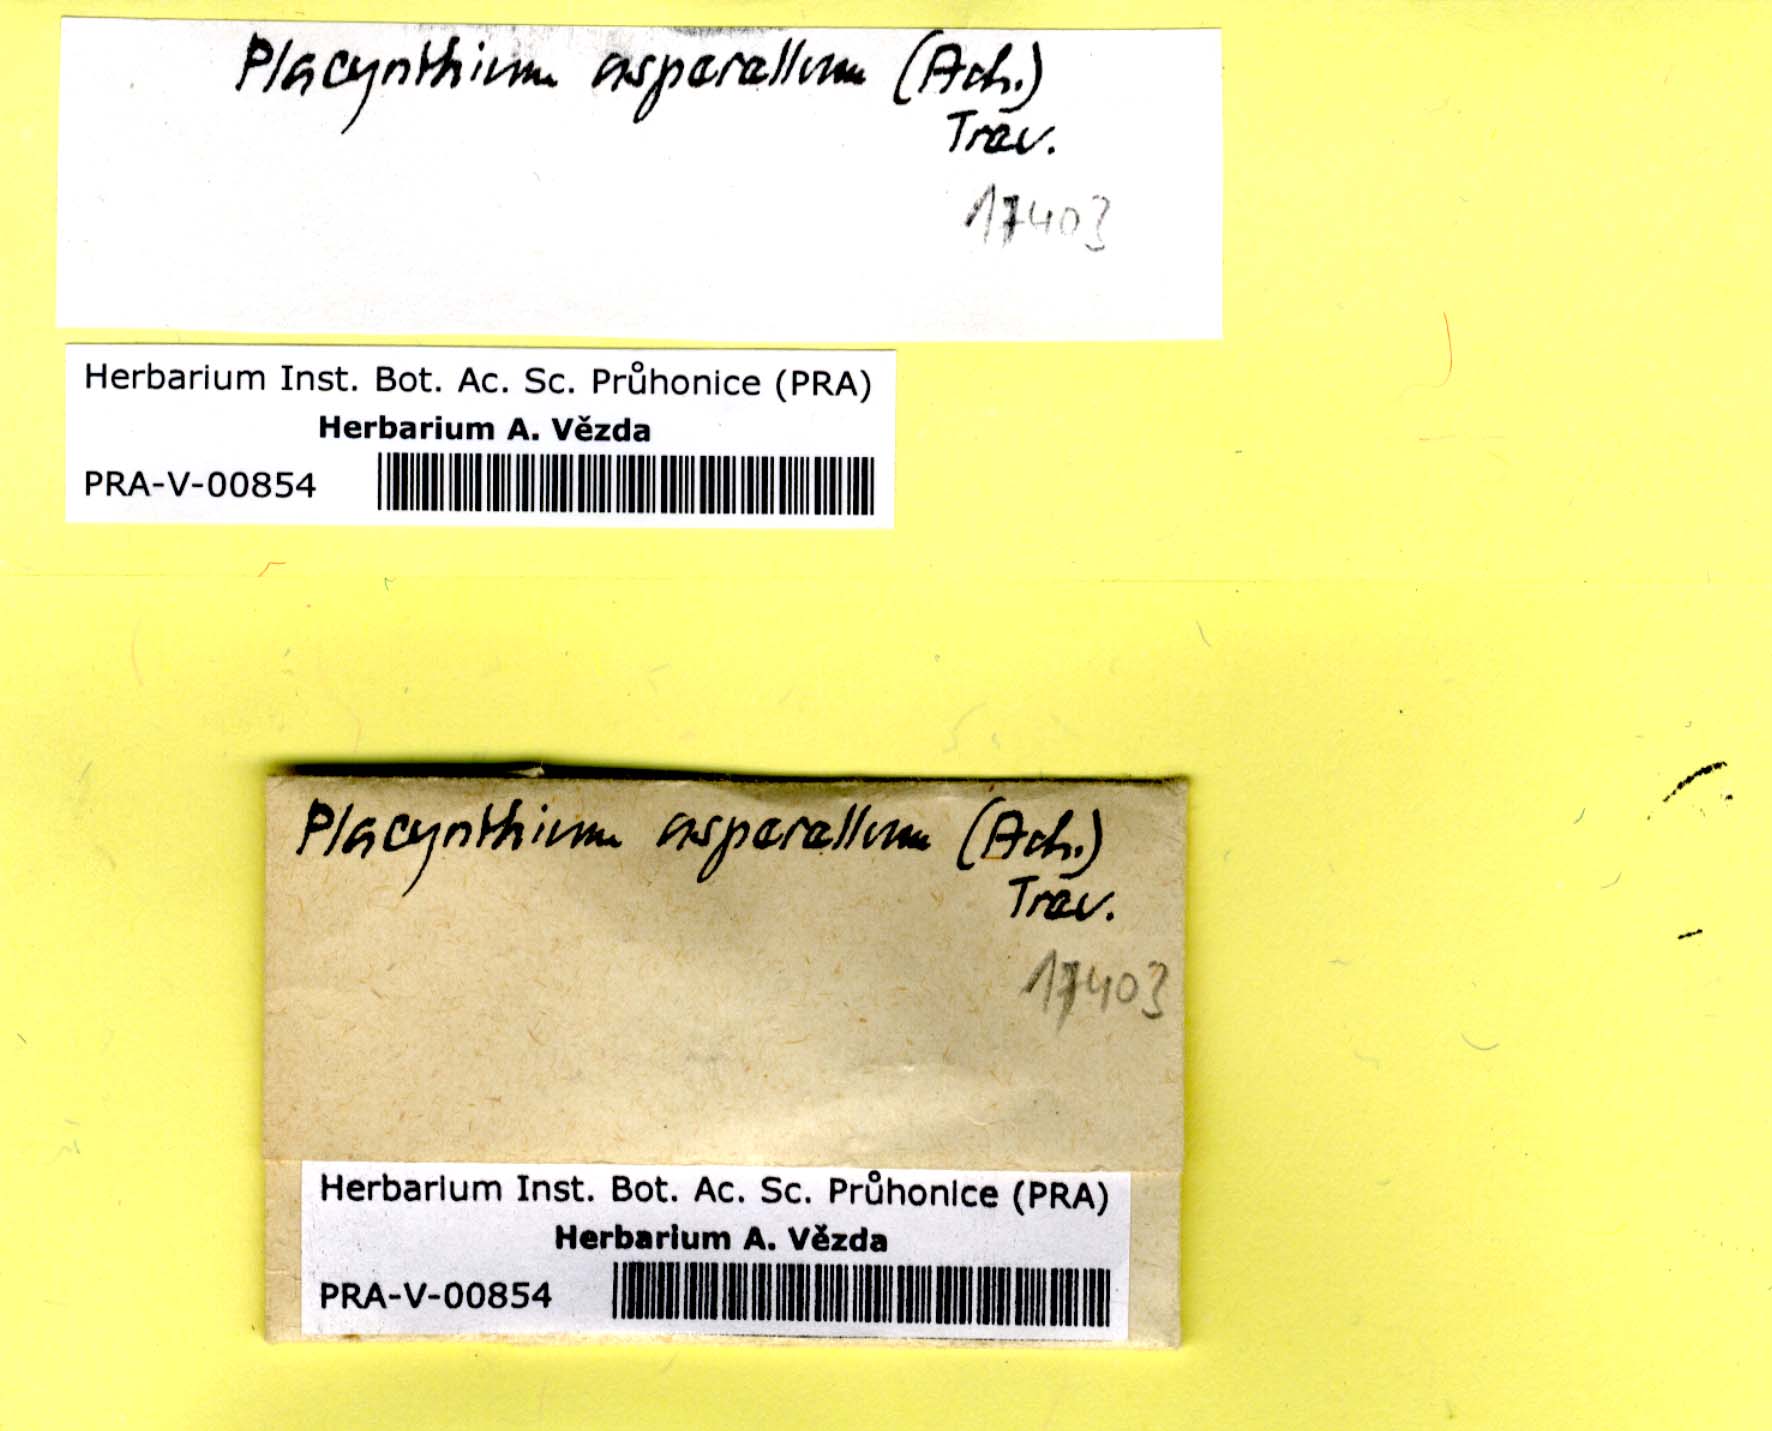 Placynthium asperellum (Ach.)
Trev.
17403
Herbarium Inst. Bot. Ac. Sc. Průhonice (PRA)
Herbarium A. Vězda
PRA-V-00854
Placynthium asperellum (Ach.)
Trev.
17403
Herbarium Inst. Bot. Ac. Sc. Průhonice (PRA)
Herbarium A. Vězda
PRA-V-00854